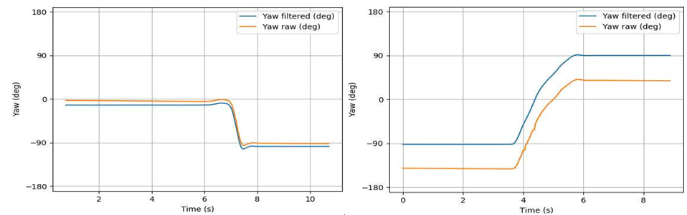 180
90
0
−90
−180
Yaw (deg)
Yaw filtered (deg)
Yaw raw (deg)
2
4
6
8
10
Time (s)
180
90
0
−90
−180
Yaw (deg)
Yaw filtered (deg)
Yaw raw (deg)
0
2
4
6
8
Time (s)